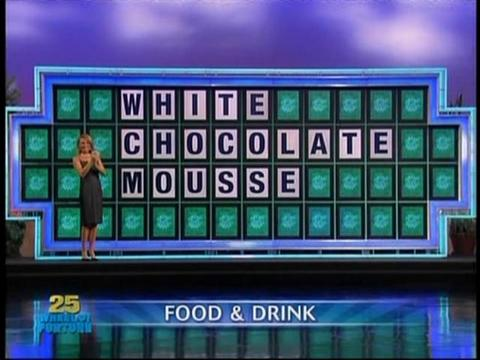 WHITE
CHOCOLATE
MOUSSE
25
WHEEL OF
FORTUNE
FOOD & DRINK